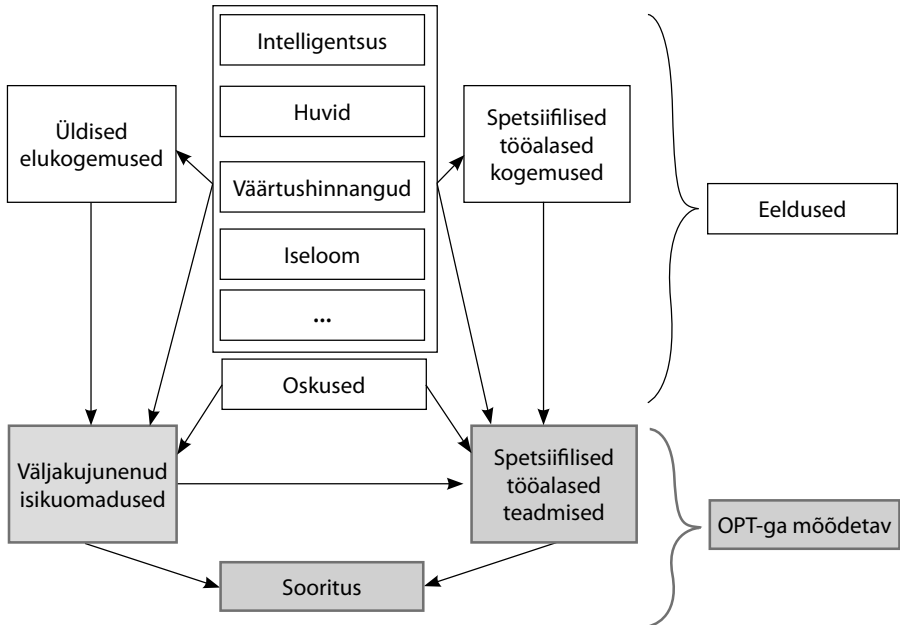 Intelligentsus
Huvid
Väärtushinnangud
Iseloom
...
Üldised
elukogemused
Spetsiifilised
tööalased
kogemused
Eeldused
Oskused
Väljakujunenud
isikuomadused
Spetsiifilised
tööalased
teadmised
OPT-ga mõõdetav
Sooritus